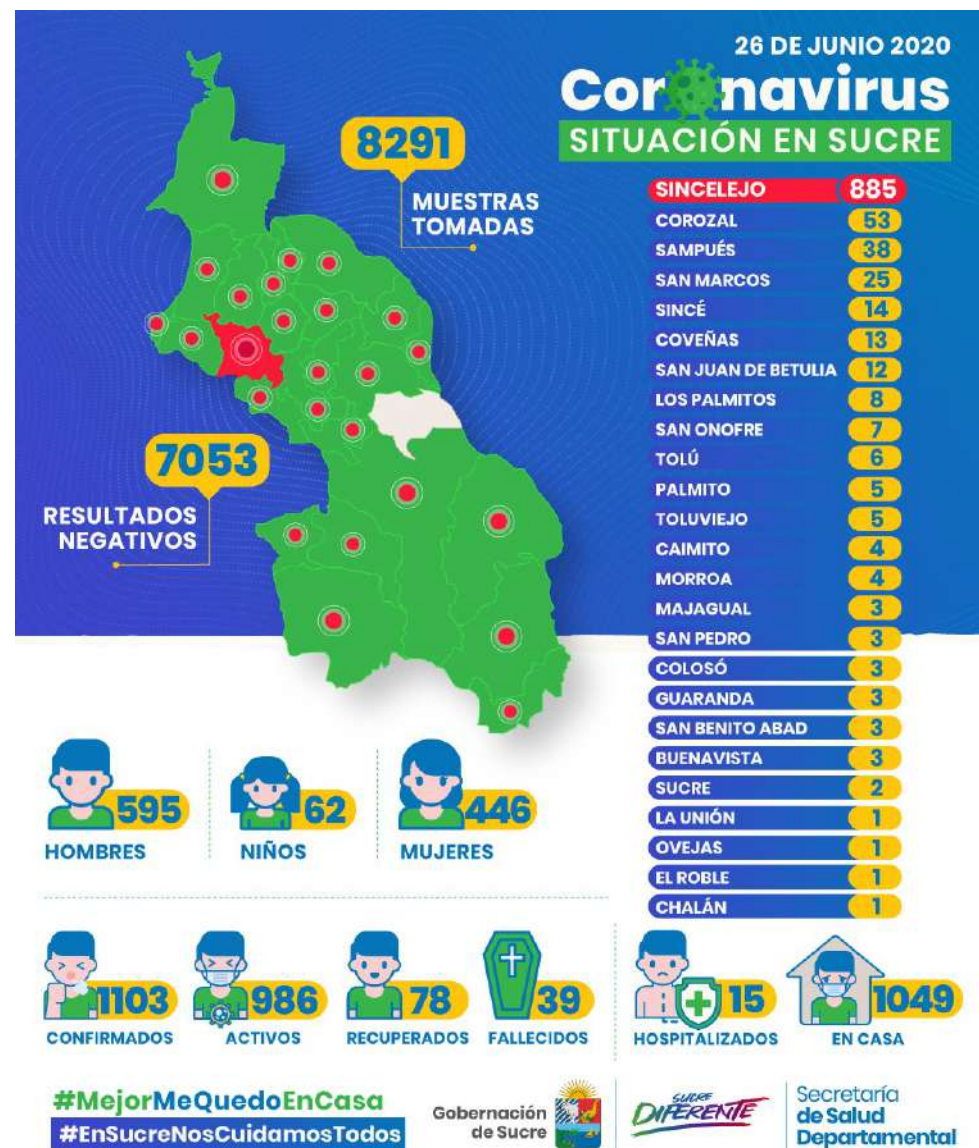 26 DE JUNIO 2020
Coronavirus
SITUACIÓN EN SUCRE
8291
MUESTRAS
TOMADAS
7053
RESULTADOS
NEGATIVOS
SINCELEJO 885
COROZAL 53
SAMPUÉS 38
SAN MARCOS 25
SINCÉ 14
COVEÑAS 13
SAN JUAN DE BETULIA 12
LOS PALMITOS 8
SAN ONOFRE 7
TOLÚ 6
PALMITO 5
TOLUVIEJO 5
CAIMITO 4
MORROA 4
MAJAGUAL 3
SAN PEDRO 3
COLOSÓ 3
GUARANDA 3
SAN BENITO ABAD 3
BUENAVISTA 3
SUCRE 2
LA UNIÓN 1
OVEJAS 1
EL ROBLE 1
CHALÁN 1
595
HOMBRES
62
NIÑOS
446
MUJERES
1103
CONFIRMADOS
986
ACTIVOS
78
RECUPERADOS
39
FALLECIDOS
15
HOSPITALIZADOS
1049
EN CASA
#MejorMeQuedoEnCasa
#EnSucreNosCuidamosTodos
Gobernación
de Sucre
SUCRE
DIFERENTE
Secretaría
de Salud
Departamental